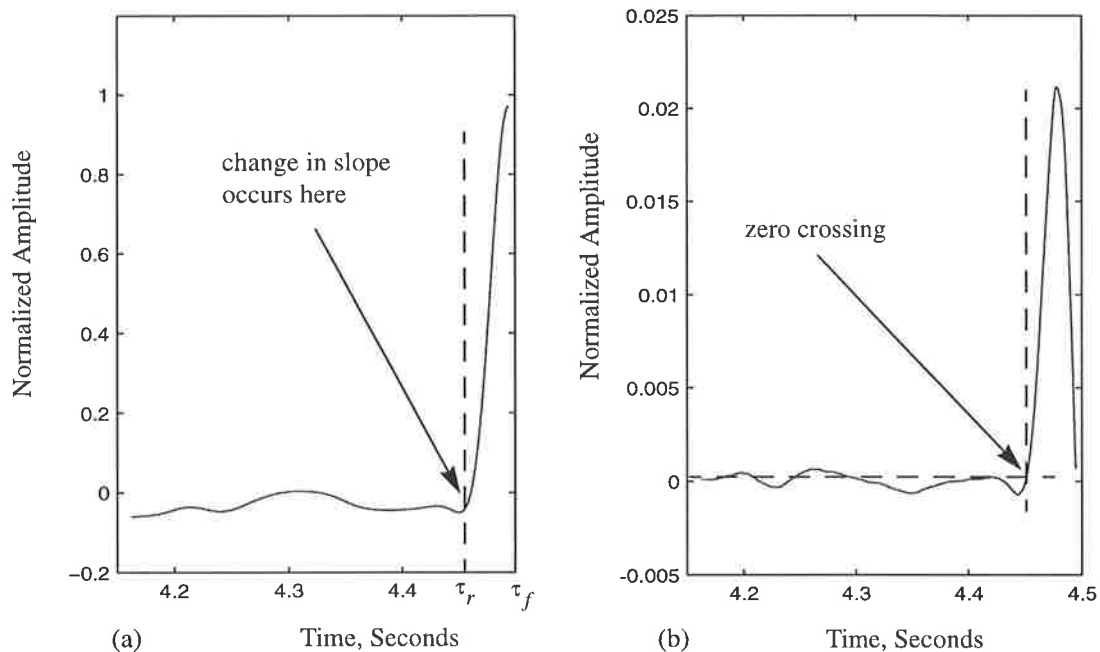 Normalized Amplitude
1
0.8
0.6
0.4
0.2
0
−0.2
change in slope
occurs here
4.2
4.3
4.4
τr
τf
(a)
Time, Seconds
Normalized Amplitude
0.025
0.02
0.015
0.01
0.005
0
-0.005
zero crossing
4.2
4.3
4.4
4.5
(b)
Time, Seconds